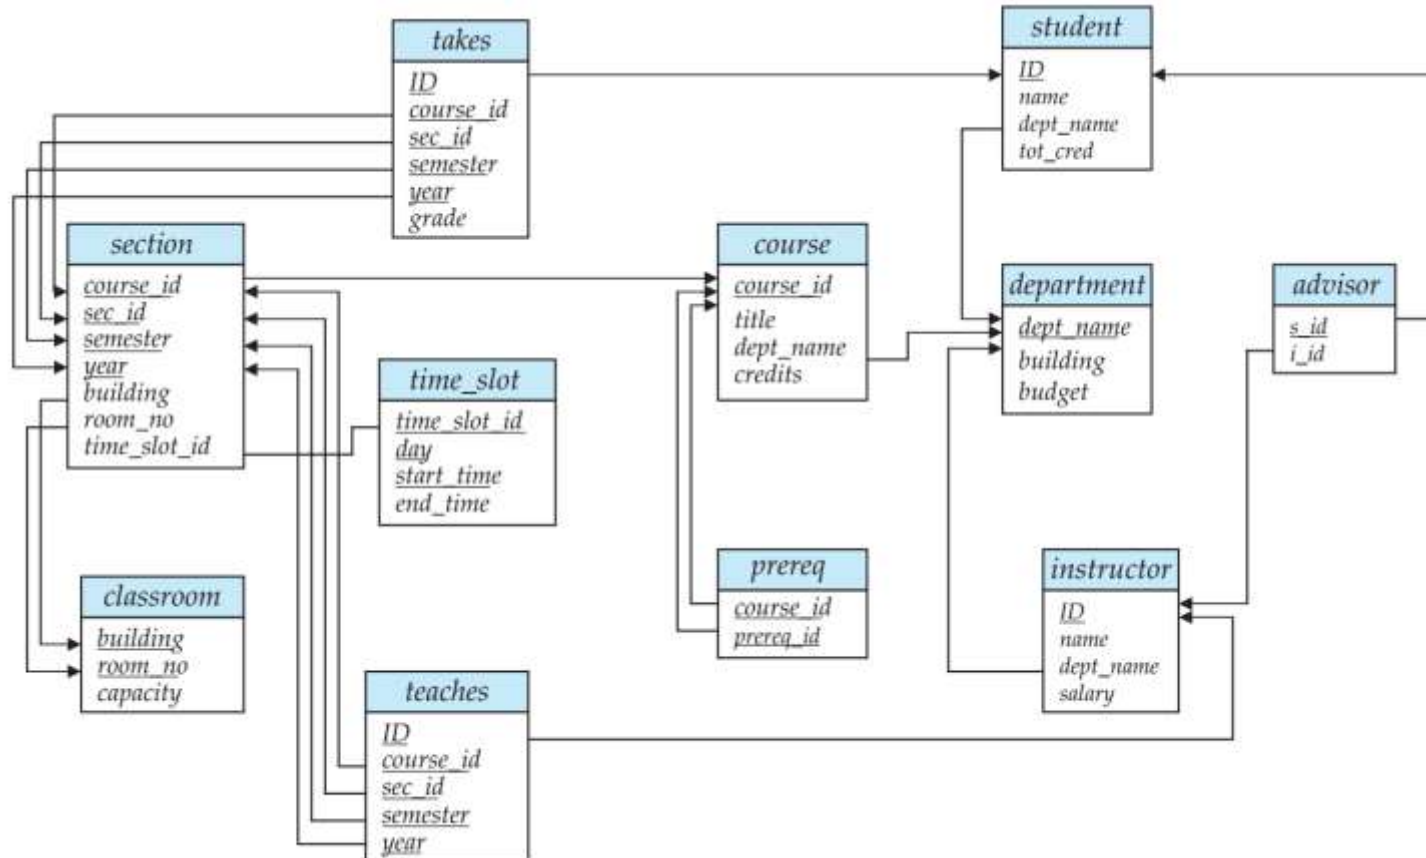 takes
ID
course_id
sec_id
semester
year
grade
student
ID
name
dept_name
tot_cred
section
course_id
sec_id
semester
year
building
room_no
time_slot_id
course
course_id
title
dept_name
credits
department
dept_name
building
budget
advisor
s_id
i_id
time_slot
time_slot_id
day
start_time
end_time
classroom
building
room_no
capacity
prereq
course_id
prereq_id
instructor
ID
name
dept_name
salary
teaches
ID
course_id
sec_id
semester
year